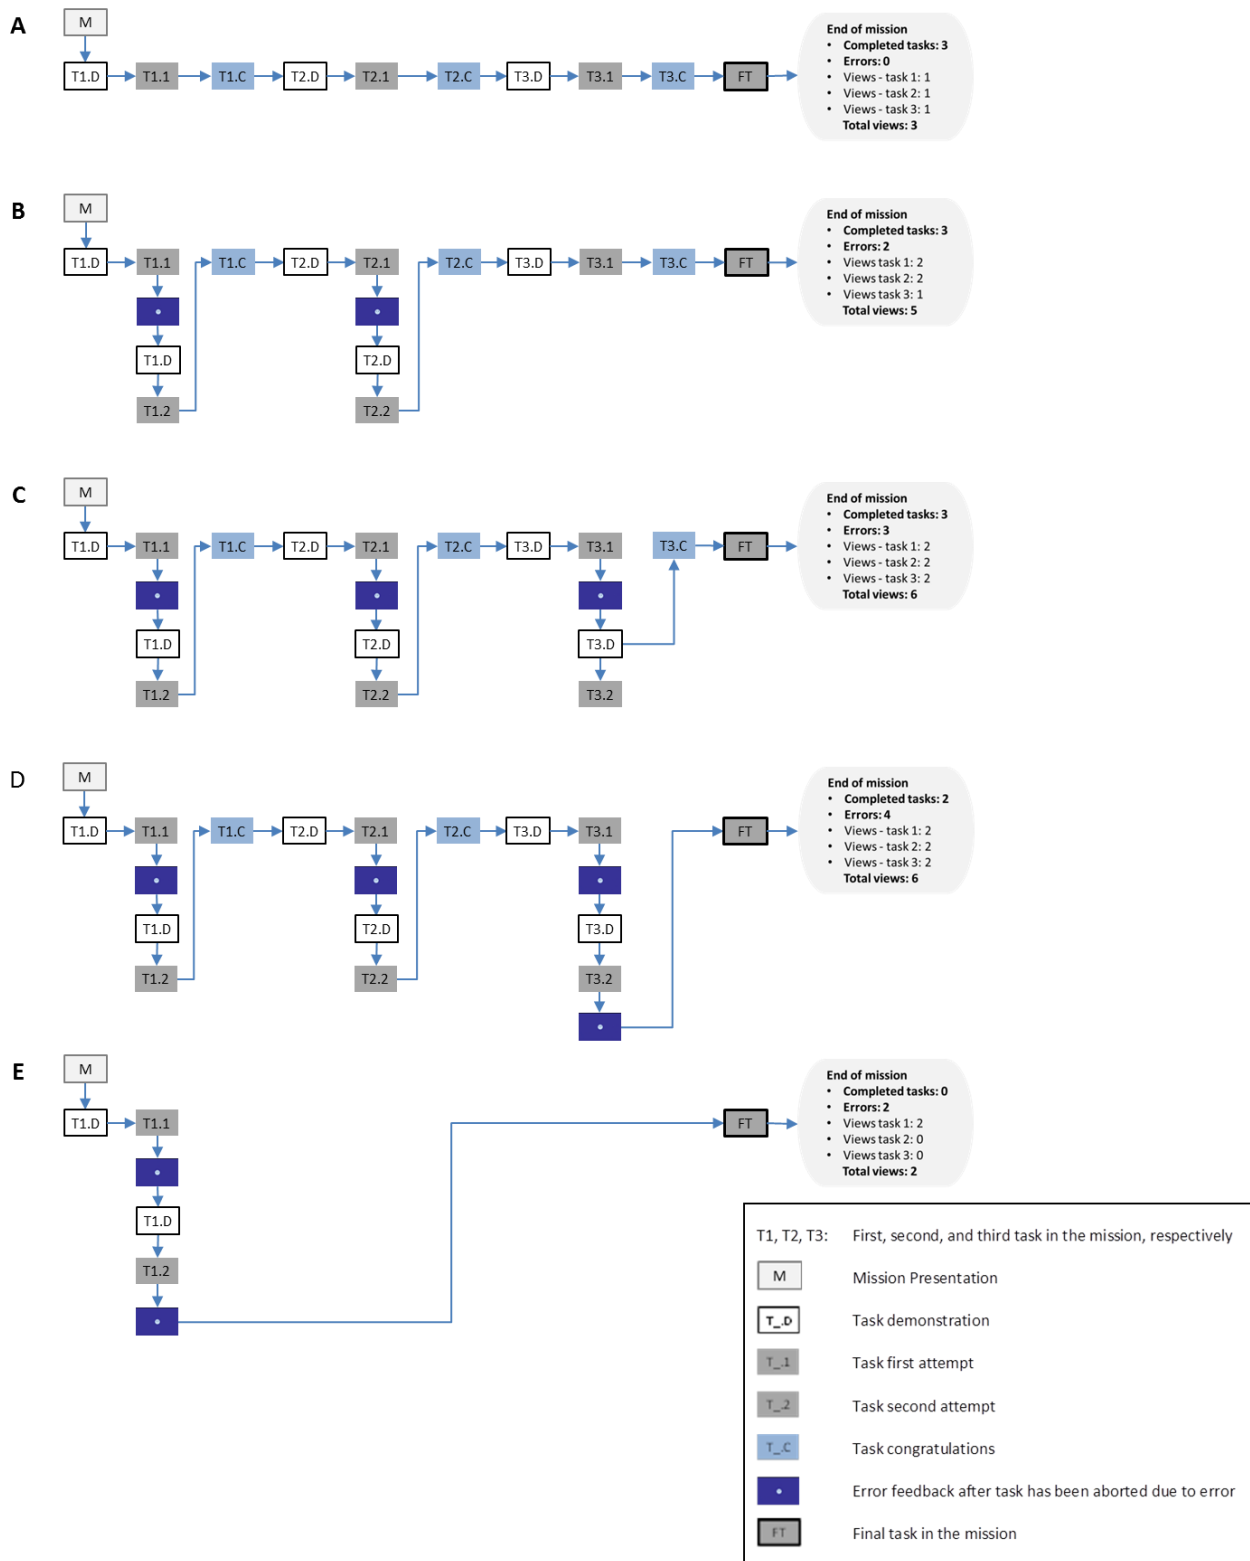 A
M
T1.D T1.1 T1.C T2.D T2.1 T2.C T3.D T3.1 T3.C FT
End of mission
• Completed tasks: 3
• Errors: 0
• Views - task 1: 1
• Views - task 2: 1
• Views - task 3: 1
Total views: 3
B
M
T1.D T1.1 T1.C T2.D T2.1 T2.C T3.D T3.1 T3.C FT
T1.D T2.D
T1.2 T2.2
End of mission
• Completed tasks: 3
• Errors: 2
• Views task 1: 2
• Views task 2: 2
• Views task 3: 1
Total views: 5
C
M
T1.D T1.1 T1.C T2.D T2.1 T2.C T3.D T3.1 T3.C FT
T1.D T2.D T3.D
T1.2 T2.2 T3.2
End of mission
• Completed tasks: 3
• Errors: 3
• Views - task 1: 2
• Views - task 2: 2
• Views - task 3: 2
Total views: 6
D
M
T1.D T1.1 T1.C T2.D T2.1 T2.C T3.D T3.1 FT
T1.D T2.D T3.D
T1.2 T2.2 T3.2
End of mission
• Completed tasks: 2
• Errors: 4
• Views - task 1: 2
• Views - task 2: 2
• Views - task 3: 2
Total views: 6
E
M
T1.D T1.1 FT
T1.D
T1.2
End of mission
• Completed tasks: 0
• Errors: 2
• Views task 1: 2
• Views task 2: 0
• Views task 3: 0
Total views: 2
T1, T2, T3: First, second, and third task in the mission, respectively
M Mission Presentation
T_.D Task demonstration
T_.1 Task first attempt
T_.2 Task second attempt
T_.C Task congratulations
Error feedback after task has been aborted due to error
FT Final task in the mission